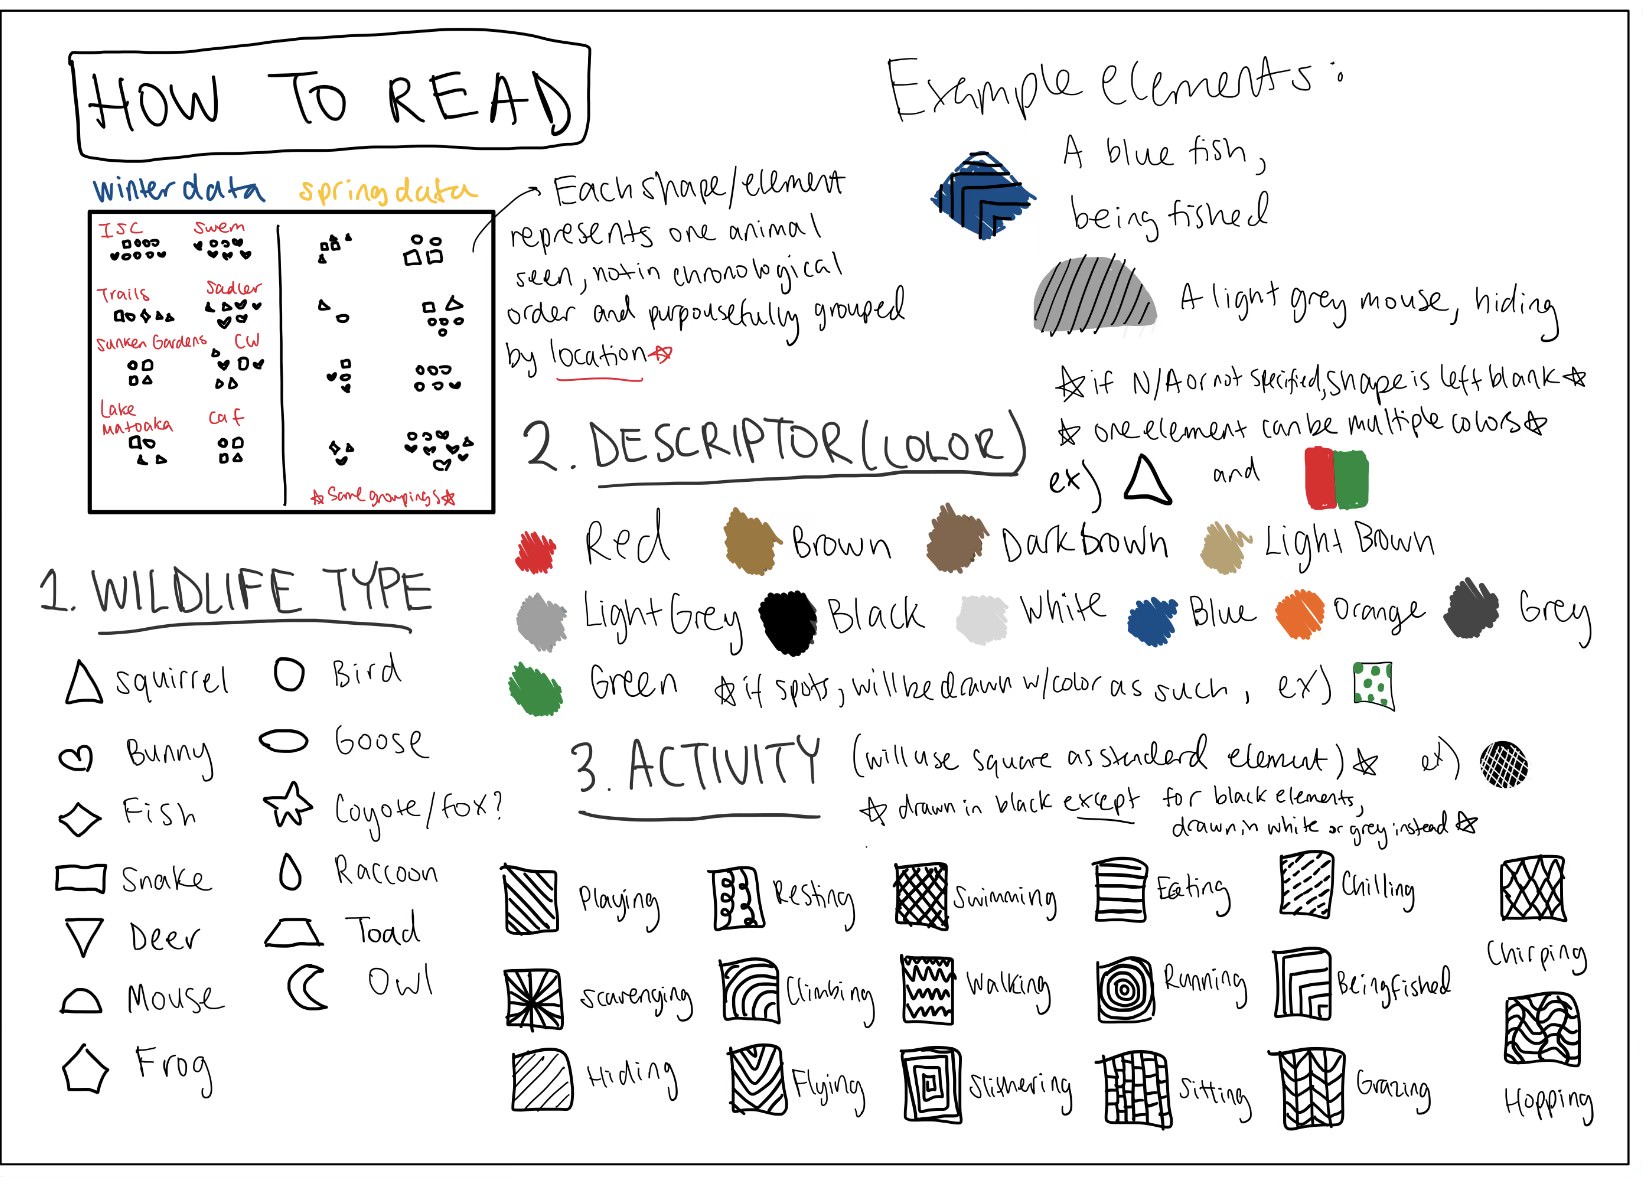 HOW TO READ
winter data
spring data
ISC
Swem
Trails
Sadler
Sunken Gardens
CW
Lake
Matoaka
caf
☆ Same groupings ☆
Each shape/element
represents one animal
seen, not in chronological
order and purpousefully grouped
by location ☆
Example elements:
A blue fish,
being fished
A light grey mouse, hiding
☆ if N/A or not specified, shape is left blank ☆
☆ one element can be multiple colors ☆
ex)
and
1. WILDLIFE TYPE
Squirrel
Bird
Bunny
Goose
Fish
Coyote/fox?
Snake
Raccoon
Deer
Toad
Mouse
Owl
Frog
2. DESCRIPTOR (COLOR)
Red
Brown
Dark brown
Light Brown
Light Grey
Black
White
Blue
Orange
Grey
Green
☆ if spots, will be drawn w/color as such, ex)
3. ACTIVITY
(will use square as standard element) ☆
ex)
☆ drawn in black except for black elements,
drawn in white or grey instead ☆
Playing
Resting
Swimming
Eating
Chilling
Chirping
Scavenging
Climbing
Walking
Running
Being fished
Hiding
Flying
Slithering
Sitting
Grazing
Hopping